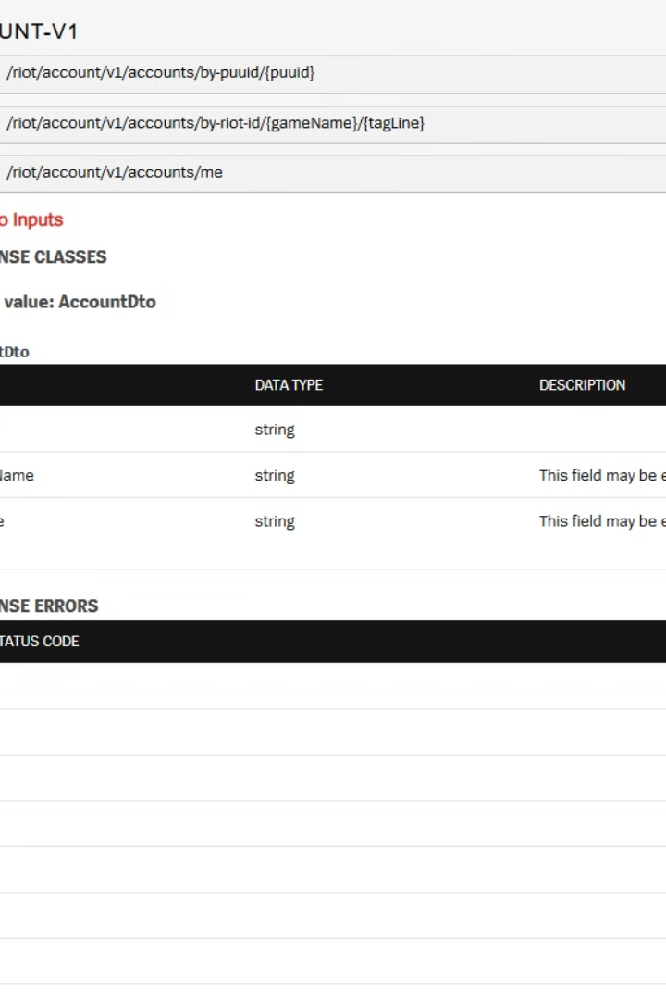 UNT-V1
/riot/account/v1/accounts/by-puuid/{puuid}
/riot/account/v1/accounts/by-riot-id/{gameName}/{tagLine}
/riot/account/v1/accounts/me
o Inputs
NSE CLASSES
value: AccountDto
tDto
DATA TYPE DESCRIPTION
string
Name string This field may be e
e string This field may be e
NSE ERRORS
TATUS CODE